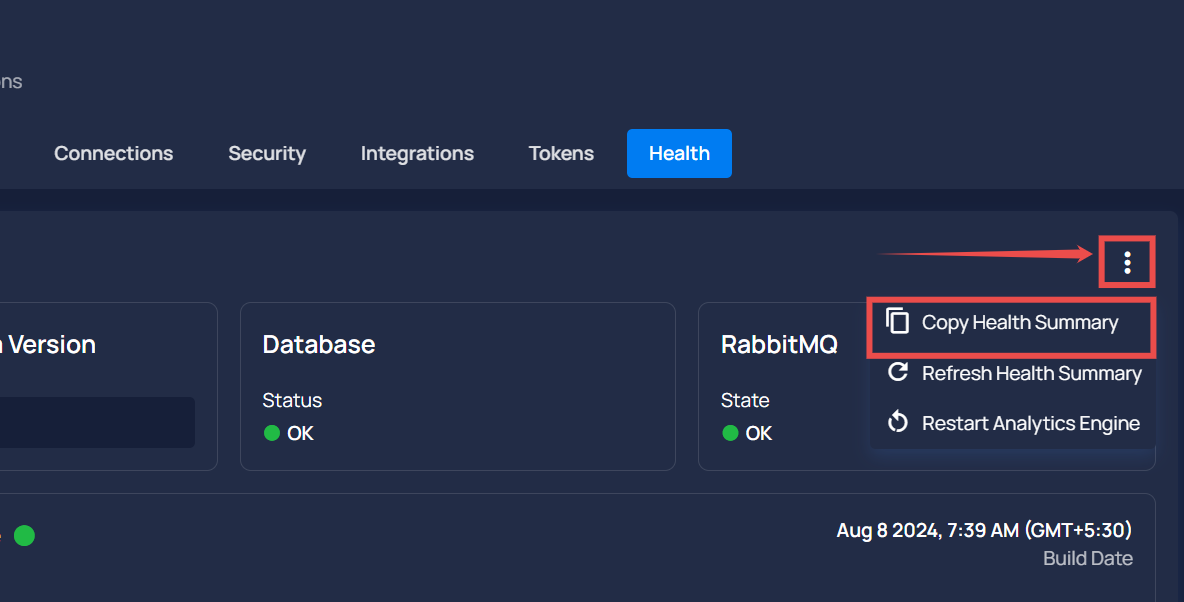 ns
Connections
Security
Integrations
Tokens
Health
Version
Database
Status
OK
RabbitMQ
State
OK
Copy Health Summary
Refresh Health Summary
Restart Analytics Engine
Aug 8 2024, 7:39 AM (GMT+5:30)
Build Date